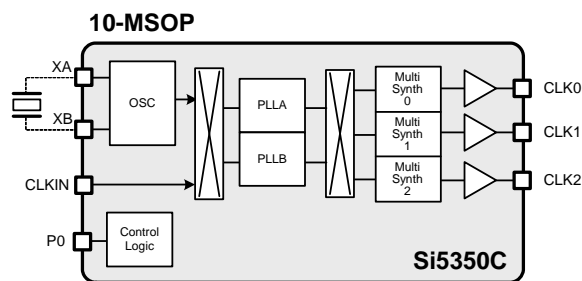 10-MSOP
XA
XB
OSC
CLKIN
P0
Control
Logic
PLLA
PLLB
Multi
Synth
0
Multi
Synth
1
Multi
Synth
2
CLK0
CLK1
CLK2
Si5350C